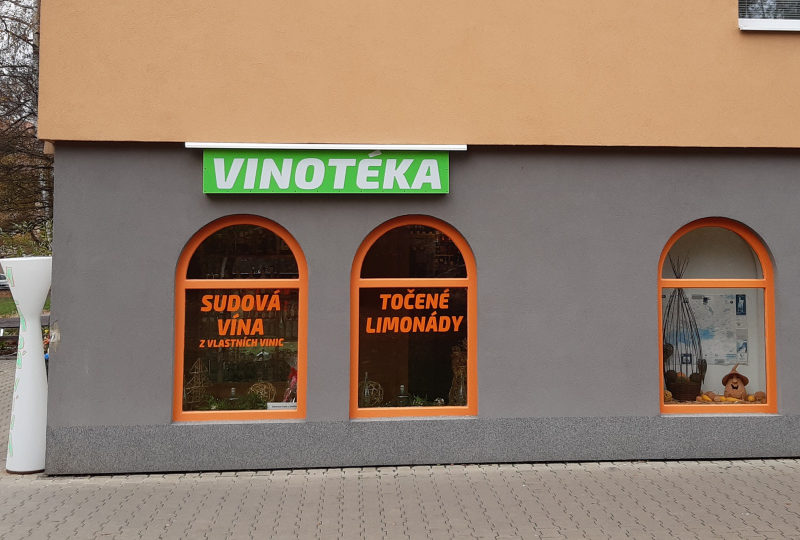 VINOTÉKA
SUDOVÁ
VÍNA
Z VLASTNÍCH VINIC
TOČENÉ
LIMONÁDY